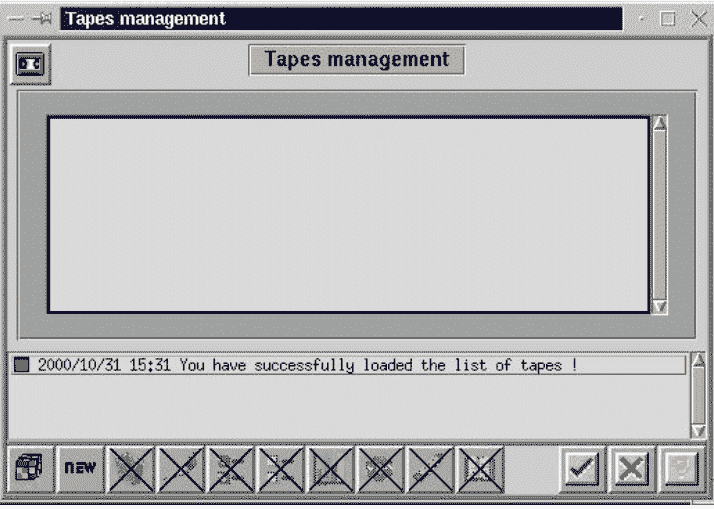 Tapes management
Tapes management
2000/10/31 15:31 You have successfully loaded the list of tapes !
NEW